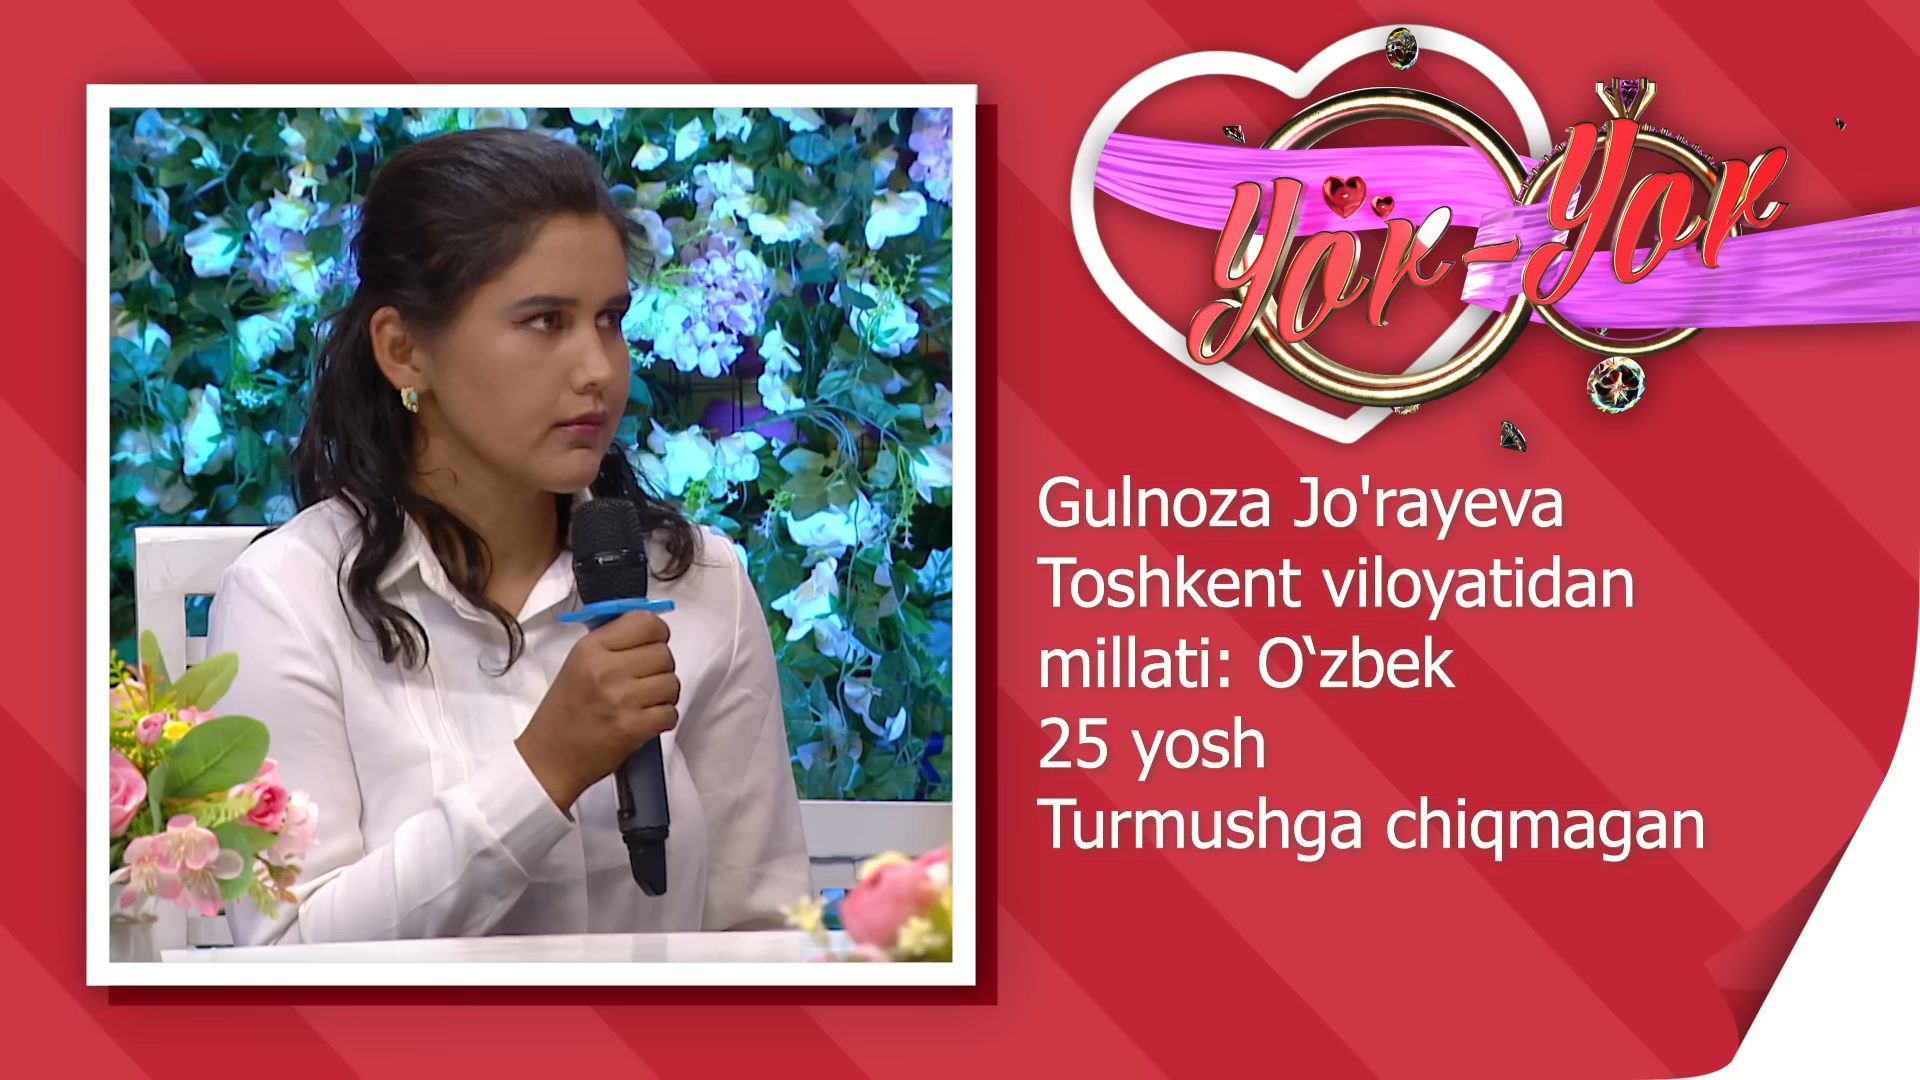 Yor-Yor
Gulnoza Jo'rayeva
Toshkent viloyatidan
millati: O‘zbek
25 yosh
Turmushga chiqmagan